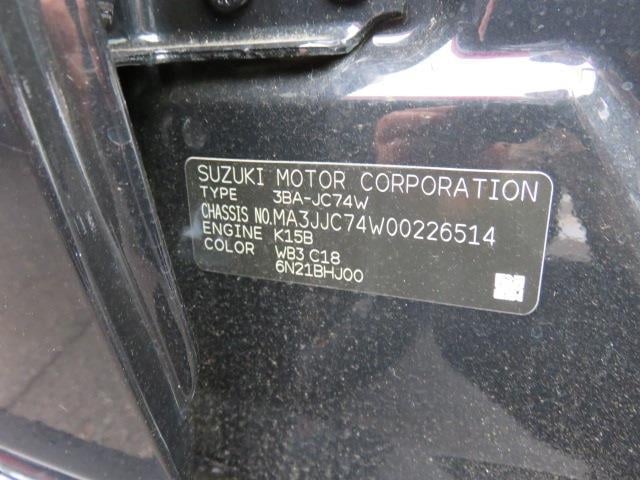 SUZUKI MOTOR CORPORATION
TYPE 3BA-JC74W
CHASSIS NO. MA3JJC74W00226514
ENGINE K15B
COLOR WB3 C18
6N21BHJ00